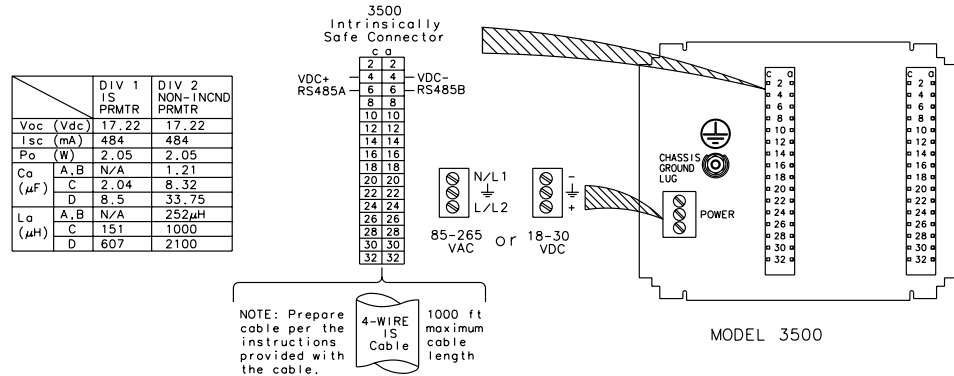 3500
Intrinsically
Safe Connector
c a
2 2
VDC+ 4 4 VDC-
RS485A 6 6 RS485B
8 8
10 10
12 12
14 14
16 16
18 18
20 20
22 22
24 24
26 26
28 28
30 30
32 32
DIV 1 IS PRMTR
DIV 2 NON-INCND PRMTR
Voc (Vdc) 17.22 17.22
Isc (mA) 484 484
Po (W) 2.05 2.05
Ca (μF) A,B N/A 1.21
C 2.04 8.32
D 8.5 33.75
La (μH) A,B N/A 252μH
C 151 1000
D 607 2100
N/L1
L/L2
85-265
VAC
or
-
+
18-30
VDC
CHASSIS
GROUND
LUG
POWER
c a
2
4
6
8
10
12
14
16
18
20
22
24
26
28
30
32
c a
2
4
6
8
10
12
14
16
18
20
22
24
26
28
30
32
MODEL 3500
NOTE: Prepare
cable per the
instructions
provided with
the cable.
4-WIRE
IS
Cable
1000 ft
maximum
cable
length